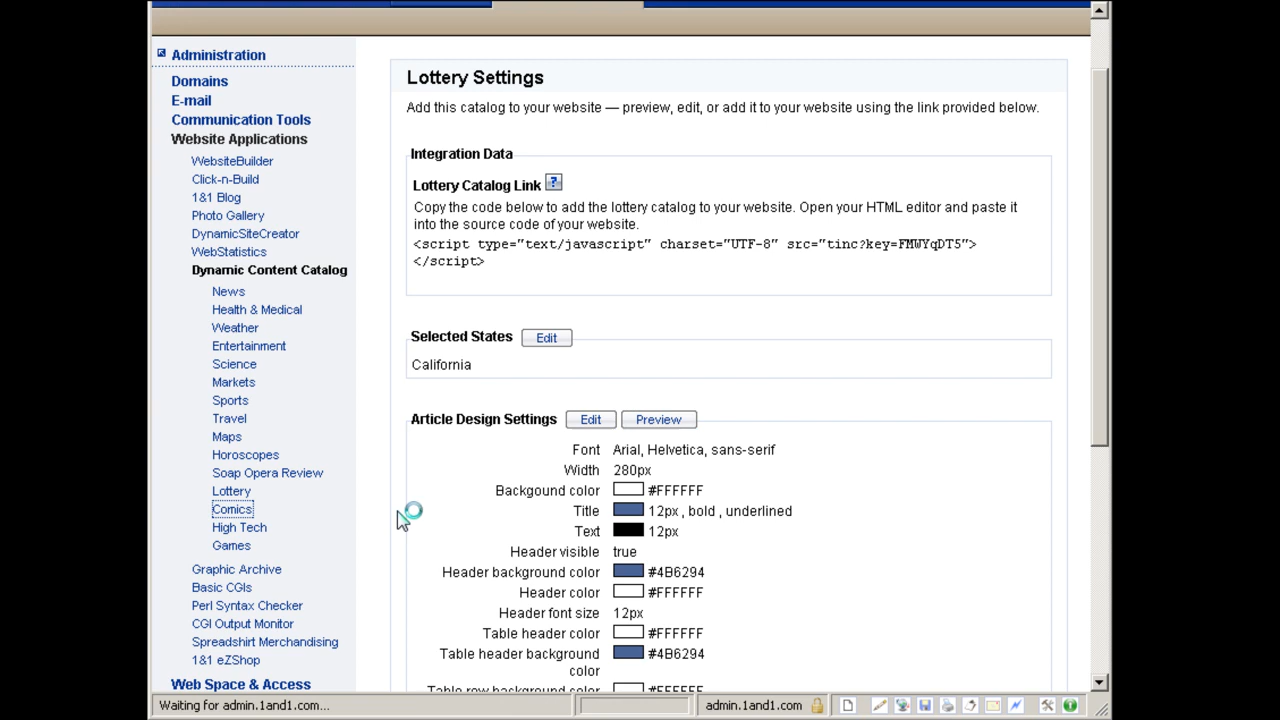 Administration
Domains
E-mail
Communication Tools
Website Applications
WebsiteBuilder
Click-n-Build
1&1 Blog
Photo Gallery
DynamicSiteCreator
WebStatistics
Dynamic Content Catalog
News
Health & Medical
Weather
Entertainment
Science
Markets
Sports
Travel
Maps
Horoscopes
Soap Opera Review
Lottery
Comics
High Tech
Games
Graphic Archive
Basic CGIs
Perl Syntax Checker
CGI Output Monitor
Spreadshirt Merchandising
1&1 eZShop
Web Space & Access
Lottery Settings
Add this catalog to your website — preview, edit, or add it to your website using the link provided below.
Integration Data
Lottery Catalog Link ?
Copy the code below to add the lottery catalog to your website. Open your HTML editor and paste it
into the source code of your website.
<script type="text/javascript" charset="UTF-8" src="tinc?key=FMWYqDT5">
</script>
Selected States Edit
California
Article Design Settings Edit Preview
Font Arial, Helvetica, sans-serif
Width 280px
Backgound color #FFFFFF
Title 12px , bold , underlined
Text 12px
Header visible true
Header background color #4B6294
Header color #FFFFFF
Header font size 12px
Table header color #FFFFFF
Table header background #4B6294
color
Table row background color #FFFFFF
Waiting for admin.1and1.com... admin.1and1.com